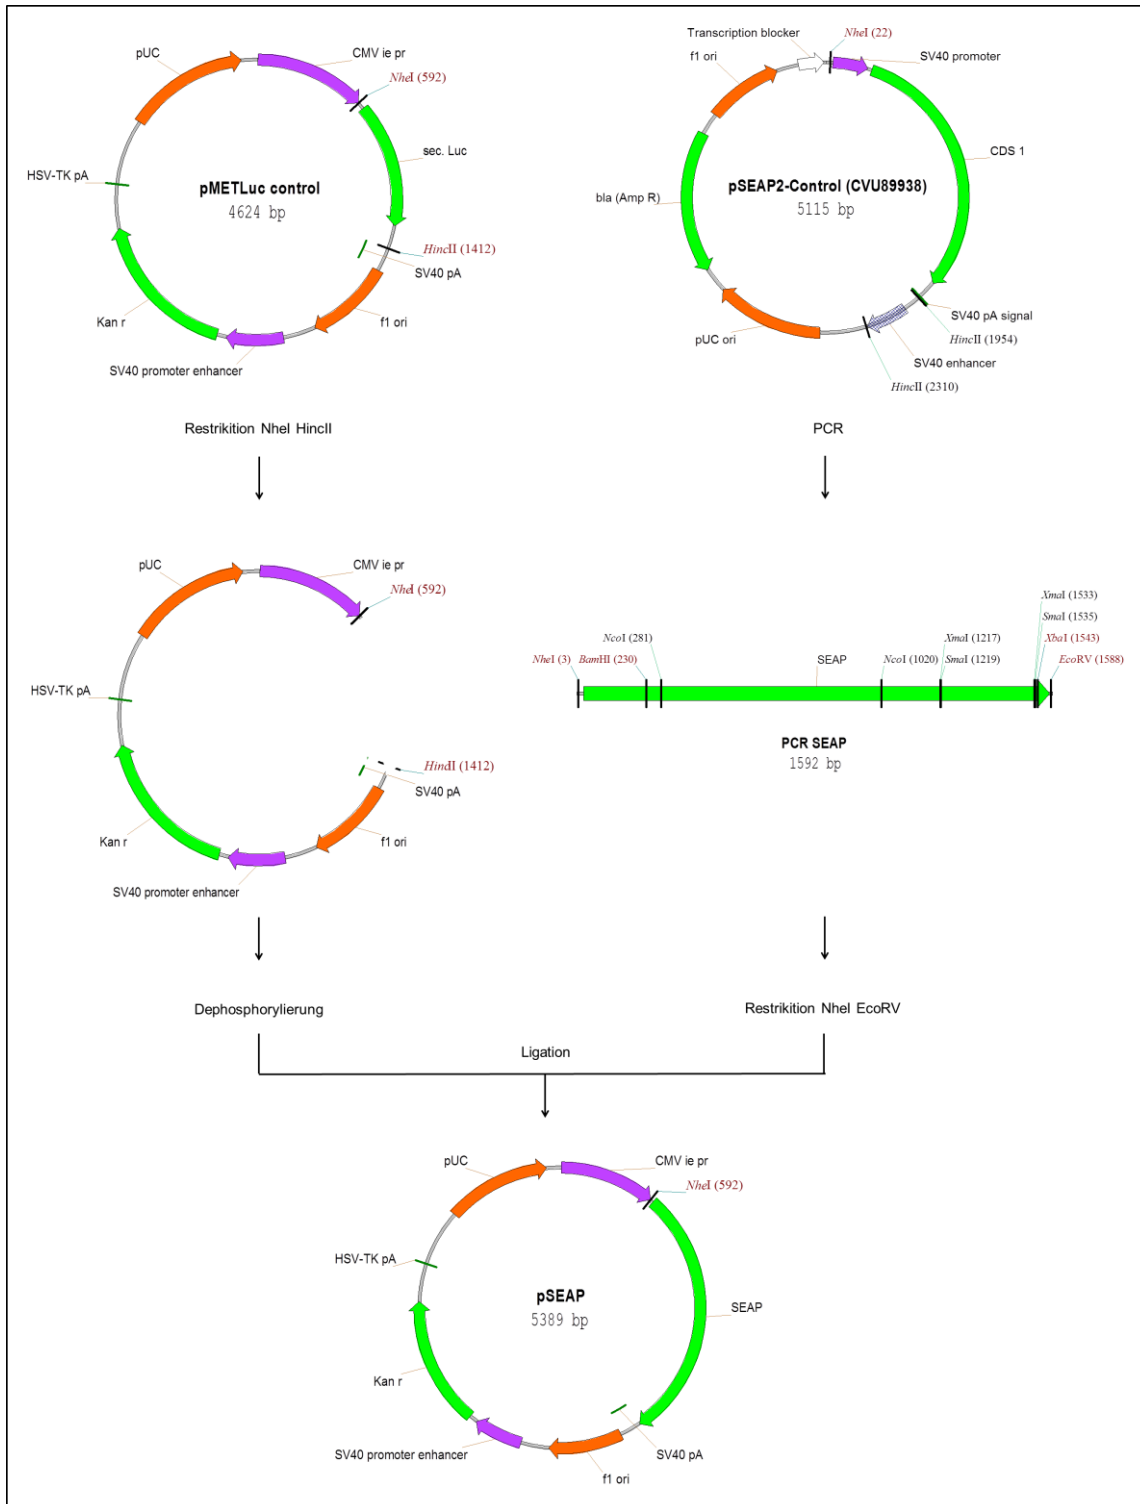 pUC
CMV ie pr
NheI (592)
sec. Luc
HSV-TK pA
pMETLuc control
4624 bp
HincII (1412)
SV40 pA
Kan r
f1 ori
SV40 promoter enhancer
Transcription blocker
NheI (22)
f1 ori
SV40 promoter
CDS 1
bla (Amp R)
pSEAP2-Control (CVU89938)
5115 bp
SV40 pA signal
pUC ori
HincII (1954)
SV40 enhancer
HincII (2310)
Restrikition NheI HincII
PCR
pUC
CMV ie pr
NheI (592)
HSV-TK pA
HincII (1412)
SV40 pA
Kan r
f1 ori
SV40 promoter enhancer
XmaI (1533)
SmaI (1535)
NcoI (281)
XmaI (1217)
XbaI (1543)
NheI (3)
BamHI (230)
SEAP
NcoI (1020)
SmaI (1219)
EcoRV (1588)
PCR SEAP
1592 bp
Dephosphorylierung
Restrikition NheI EcoRV
Ligation
pUC
CMV ie pr
NheI (592)
HSV-TK pA
pSEAP
5389 bp
SEAP
Kan r
SV40 promoter enhancer
SV40 pA
f1 ori